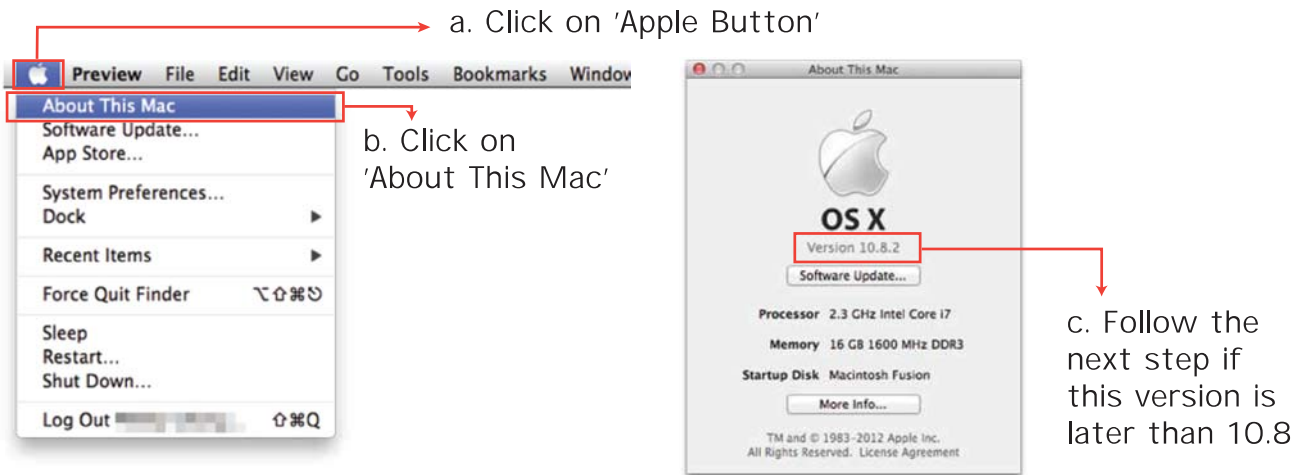 a. Click on 'Apple Button'
Preview File Edit View Go Tools Bookmarks Window
About This Mac
Software Update...
App Store...
System Preferences...
Dock
Recent Items
Force Quit Finder ⌥⇧⌘⎋
Sleep
Restart...
Shut Down...
Log Out ⇧⌘Q
b. Click on
'About This Mac'
About This Mac
OS X
Version 10.8.2
Software Update...
Processor 2.3 GHz Intel Core i7
Memory 16 GB 1600 MHz DDR3
Startup Disk Macintosh Fusion
More Info...
TM and © 1983-2012 Apple Inc.
All Rights Reserved. License Agreement
c. Follow the
next step if
this version is
later than 10.8